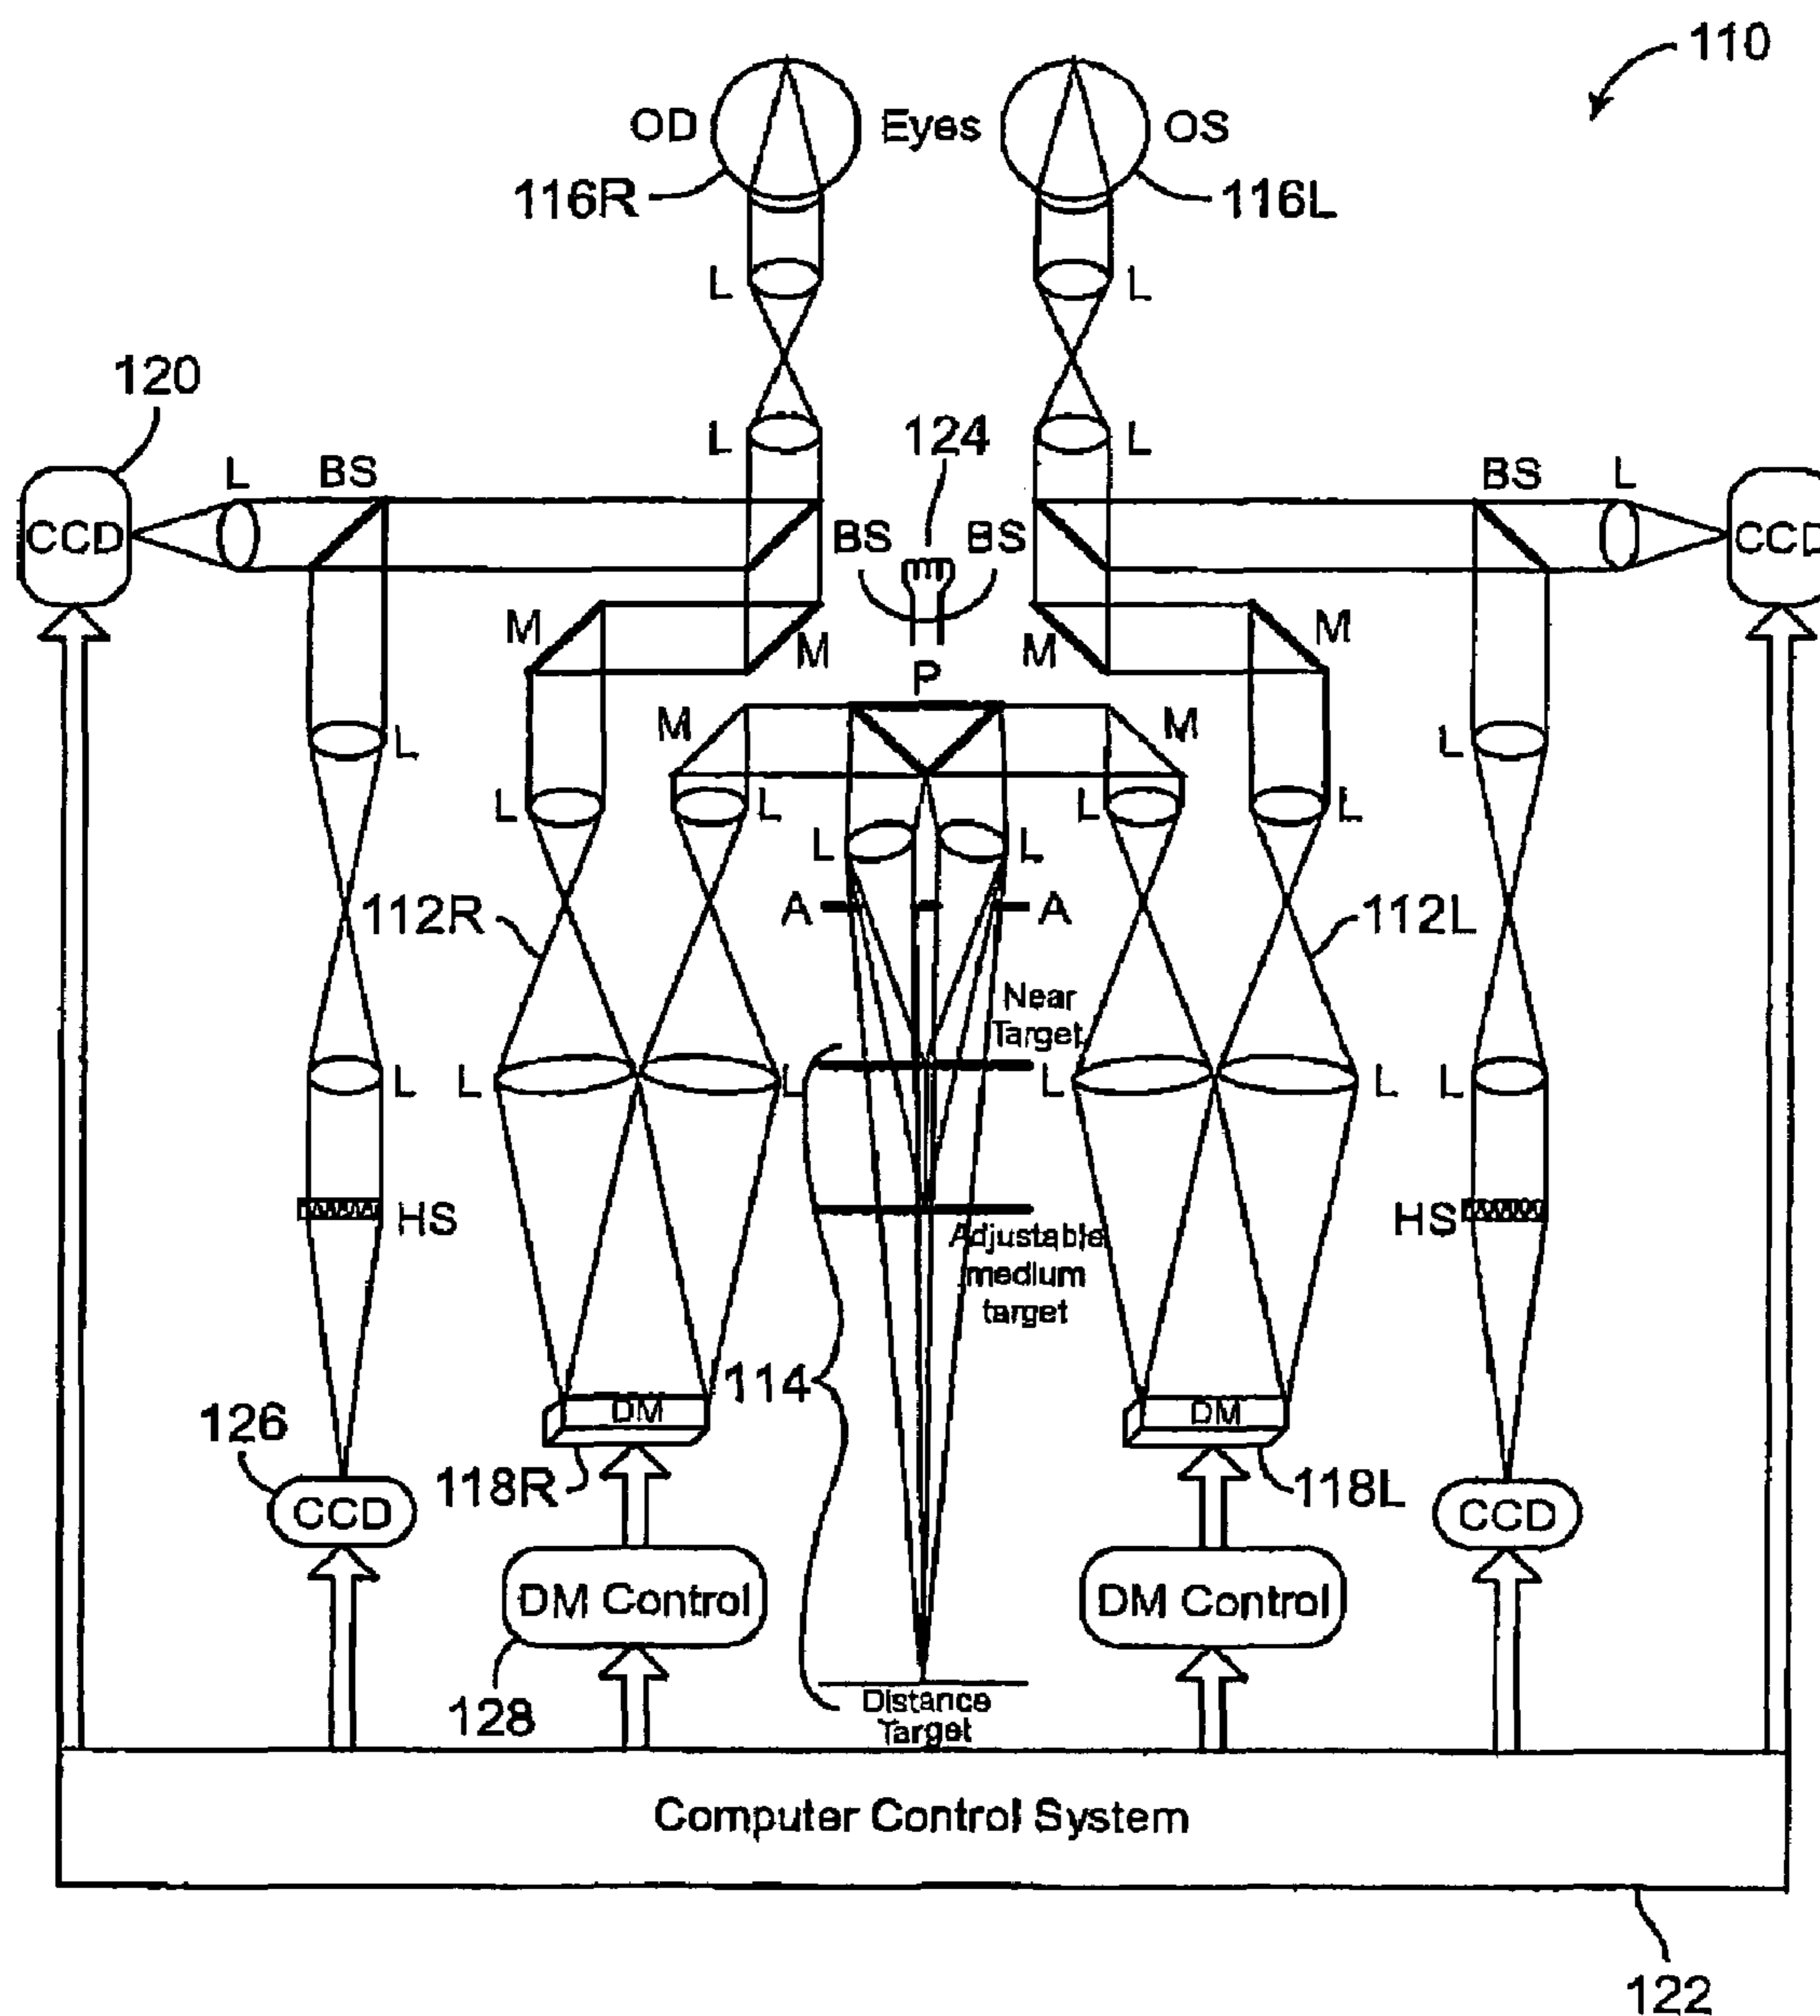 110
OD Eyes OS
116R 116L
L L
120
L L
124
L BS BS L
CCD BS BS CCD
M M M M
P
M M
L L
L L L L
L L
A A
112R 112L
Near
Target
L L L L L L
HS HS
Adjustable
medium
target
114
DM DM
126
118R 118L
CCD CCD
DM Control DM Control
128
Distance
Target
Computer Control System
122